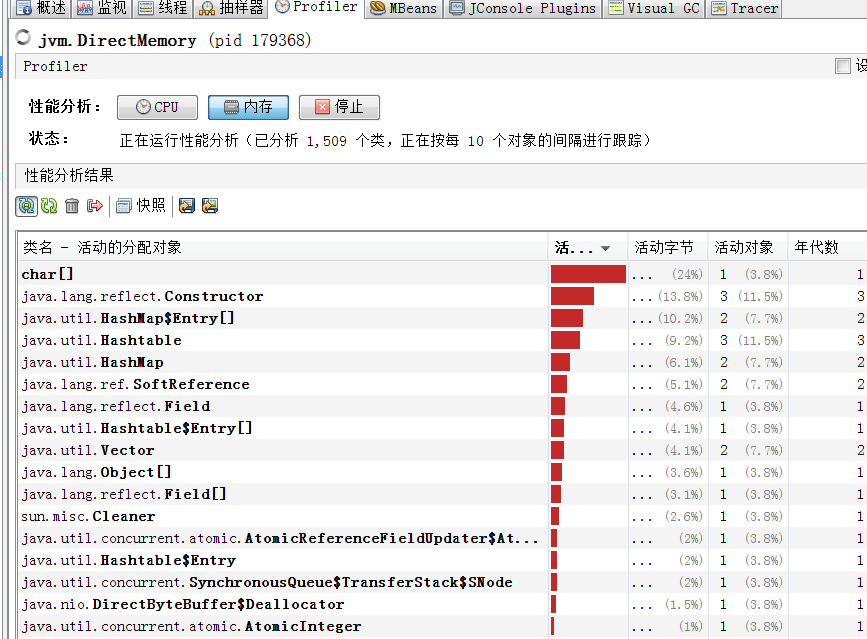 概述 监视 线程 抽样器 Profiler MBeans JConsole Plugins Visual GC Tracer
jvm.DirectMemory (pid 179368)
Profiler 设
性能分析： CPU 内存 停止
状态： 正在运行性能分析（已分析 1,509 个类，正在按每 10 个对象的间隔进行跟踪）
性能分析结果
快照
类名 - 活动的分配对象 活... 活动字节 活动对象 年代数
char[] ... (24%) 1 (3.8%) 1
java.lang.reflect.Constructor ... (13.8%) 3 (11.5%) 3
java.util.HashMap$Entry[] ... (10.2%) 2 (7.7%) 2
java.util.Hashtable ... (9.2%) 3 (11.5%) 3
java.util.HashMap ... (6.1%) 2 (7.7%) 2
java.lang.ref.SoftReference ... (5.1%) 2 (7.7%) 2
java.lang.reflect.Field ... (4.6%) 1 (3.8%) 1
java.util.Hashtable$Entry[] ... (4.1%) 1 (3.8%) 1
java.util.Vector ... (4.1%) 2 (7.7%) 2
java.lang.Object[] ... (3.6%) 1 (3.8%) 1
java.lang.reflect.Field[] ... (3.1%) 1 (3.8%) 1
sun.misc.Cleaner ... (2.6%) 1 (3.8%) 1
java.util.concurrent.atomic.AtomicReferenceFieldUpdater$At... ... (2%) 1 (3.8%) 1
java.util.Hashtable$Entry ... (2%) 1 (3.8%) 1
java.util.concurrent.SynchronousQueue$TransferStack$SNode ... (2%) 1 (3.8%) 1
java.nio.DirectByteBuffer$Deallocator ... (1.5%) 1 (3.8%) 1
java.util.concurrent.atomic.AtomicInteger ... (1%) 1 (3.8%) 1